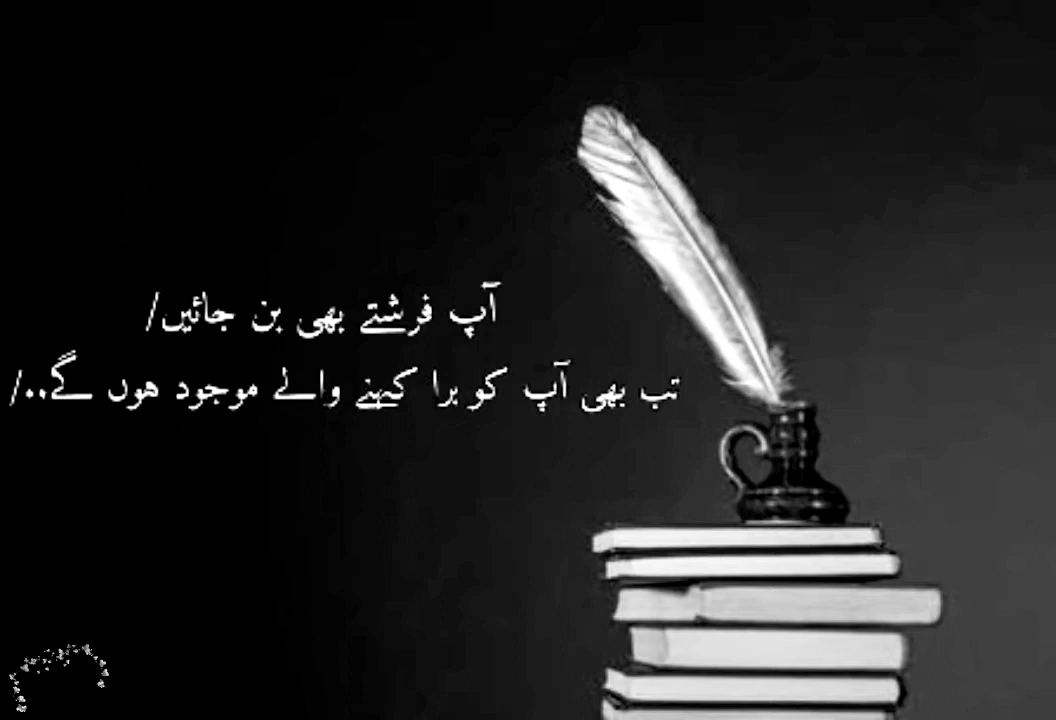 آپ فرشتے بھی بن جائیں/
تب بھی آپ کو برا کہنے والے موجود ہوں گے../